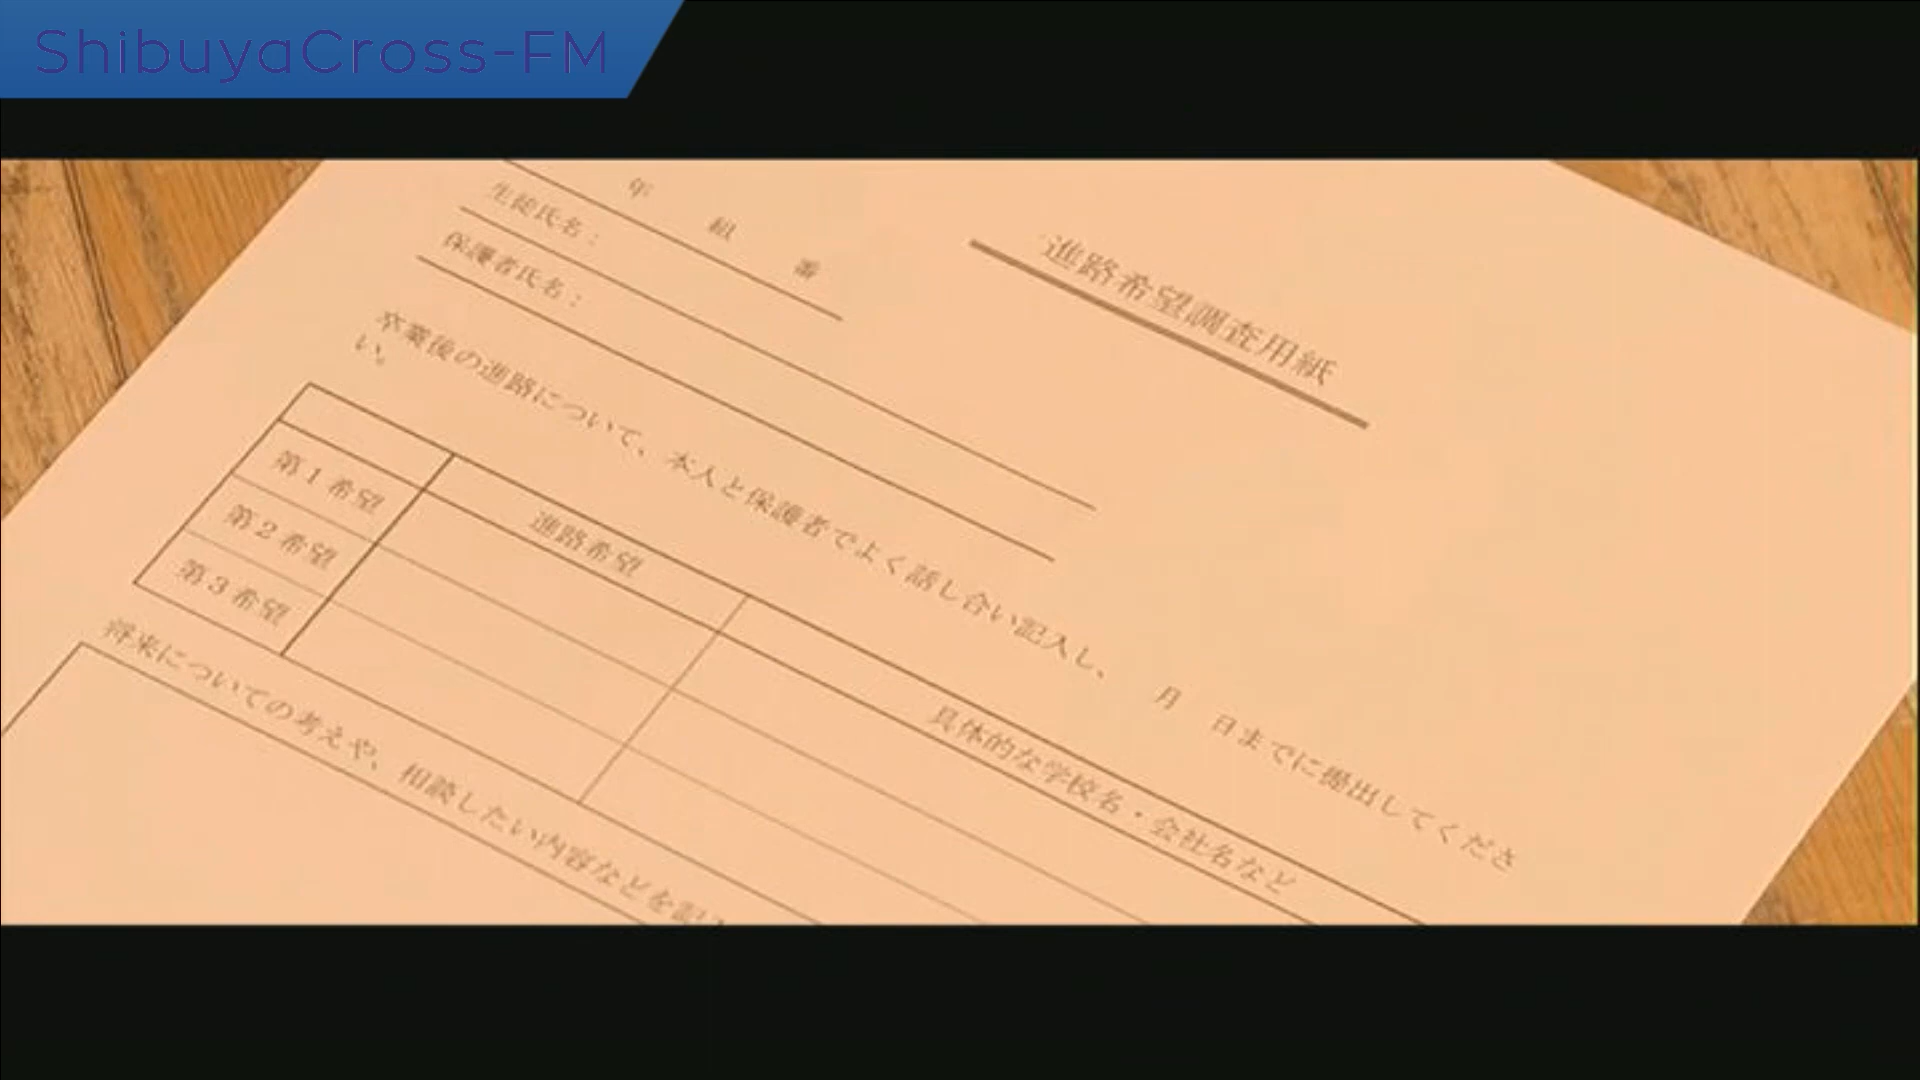 ShibuyaCross-FM
進路希望調査用紙
年 組 番
生徒氏名：
保護者氏名：
卒業後の進路について、本人と保護者でよく話し合い記入し、 月 日までに提出してくださ
い。
進路希望 具体的な学校名・会社名など
第1希望
第2希望
第3希望
将来についての考えや、相談したい内容などを記入